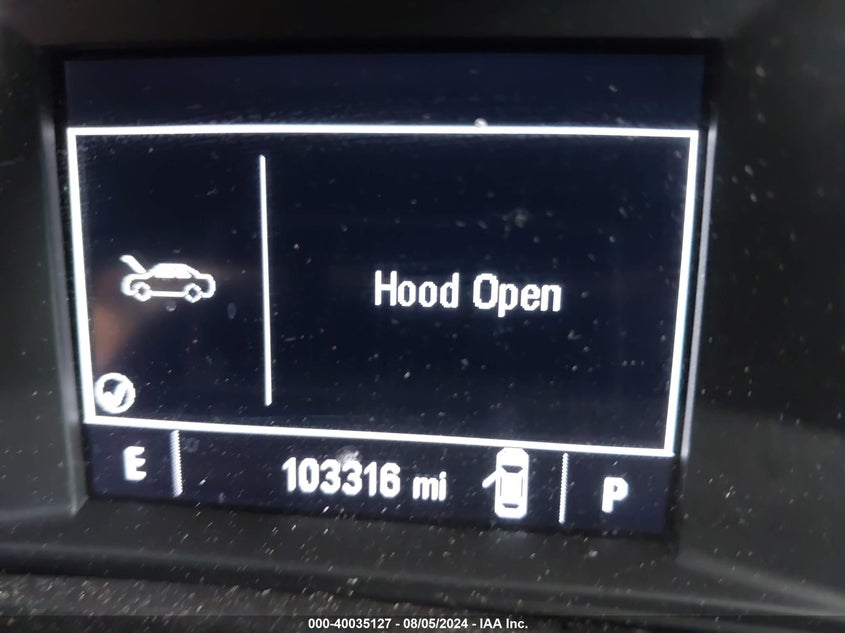 Hood Open
E
103316 mi
P
000-40035127 - 08/05/2024 - IAA Inc.